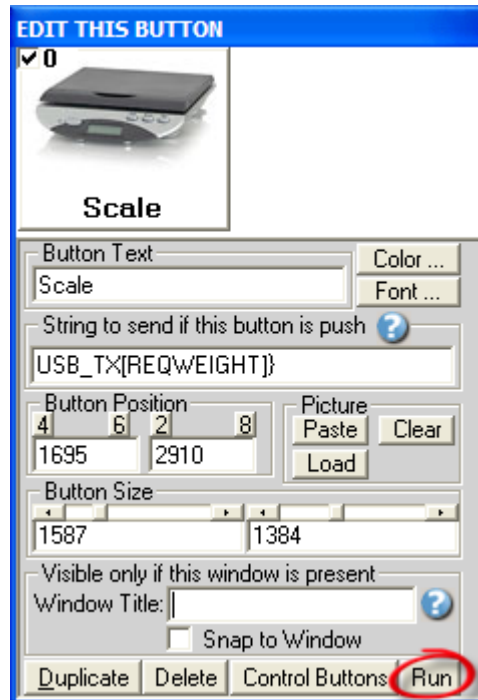 EDIT THIS BUTTON
0
Scale
Button Text
Color ...
Scale
Font ...
String to send if this button is push ?
USB_TX[REQWEIGHT]}
Button Position
Picture
4 6 2 8
Paste Clear
1695 2910
Load
Button Size
1587 1384
Visible only if this window is present
Window Title: ?
Snap to Window
Duplicate Delete Control Buttons Run